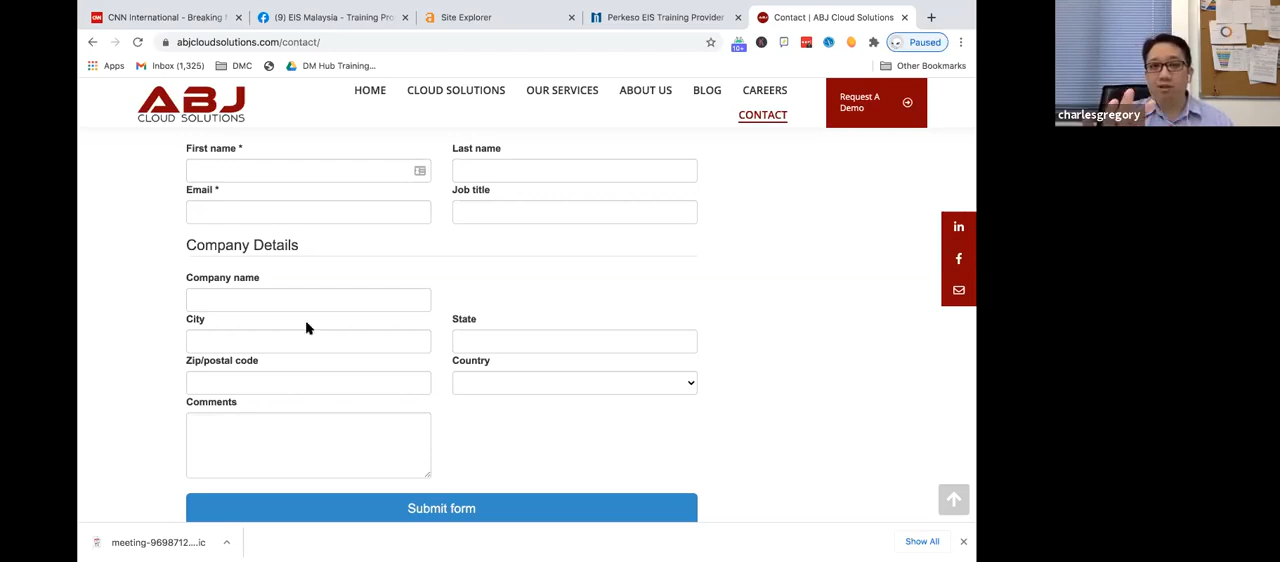 CNN International - Breaking N
(9) EIS Malaysia - Training Pro
Site Explorer
Perkeso EIS Training Provider
Contact | ABJ Cloud Solutions
abjcloudsolutions.com/contact/
10+
Paused
Apps
Inbox (1,325)
DMC
DM Hub Training...
Other Bookmarks
ABJ
CLOUD SOLUTIONS
HOME
CLOUD SOLUTIONS
OUR SERVICES
ABOUT US
BLOG
CAREERS
CONTACT
Request A
Demo
charlesgregory
First name *
Last name
Email *
Job title
Company Details
Company name
City
State
Zip/postal code
Country
Comments
Submit form
in
f
meeting-9698712....ic
Show All